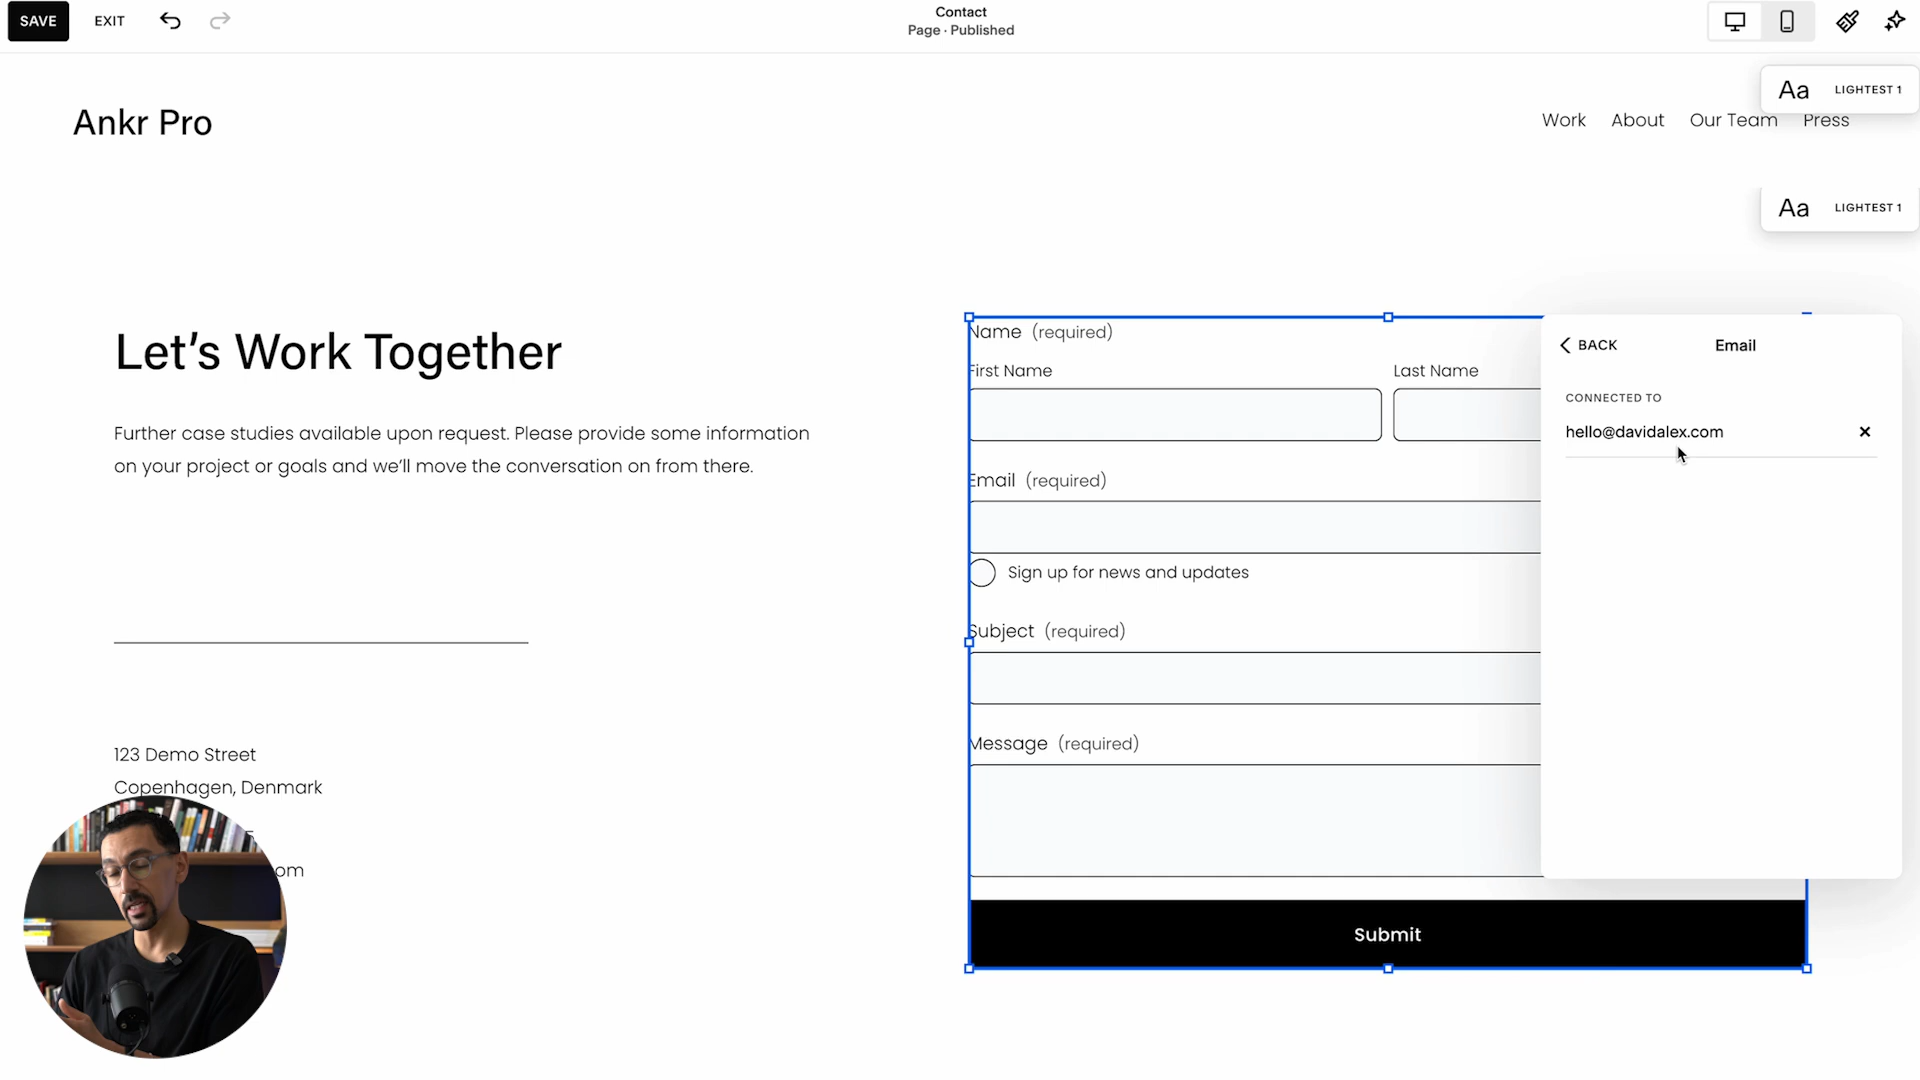 SAVE
EXIT
Contact
Page · Published
Aa LIGHTEST 1
Ankr Pro
Work
About
Our Team
Press
Aa LIGHTEST 1
Let’s Work Together
Further case studies available upon request. Please provide some information
on your project or goals and we’ll move the conversation on from there.
123 Demo Street
Copenhagen, Denmark
om
Name (required)
First Name
Last Name
Email (required)
Sign up for news and updates
Subject (required)
Message (required)
Submit
BACK
Email
CONNECTED TO
hello@davidalex.com